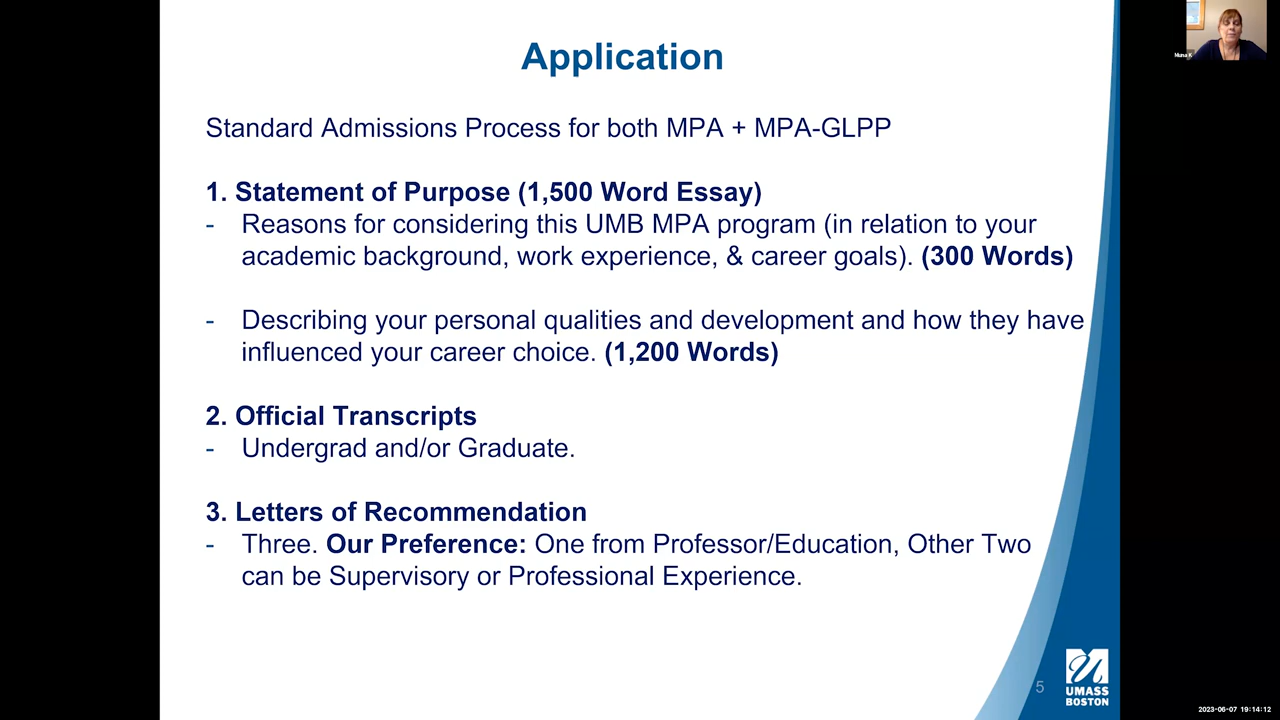 Application
Standard Admissions Process for both MPA + MPA-GLPP
1. Statement of Purpose (1,500 Word Essay)
- Reasons for considering this UMB MPA program (in relation to your
academic background, work experience, & career goals). (300 Words)
- Describing your personal qualities and development and how they have
influenced your career choice. (1,200 Words)
2. Official Transcripts
- Undergrad and/or Graduate.
3. Letters of Recommendation
- Three. Our Preference: One from Professor/Education, Other Two
can be Supervisory or Professional Experience.
5
UMASS
BOSTON
Muna K
2023-06-07 19:14:12